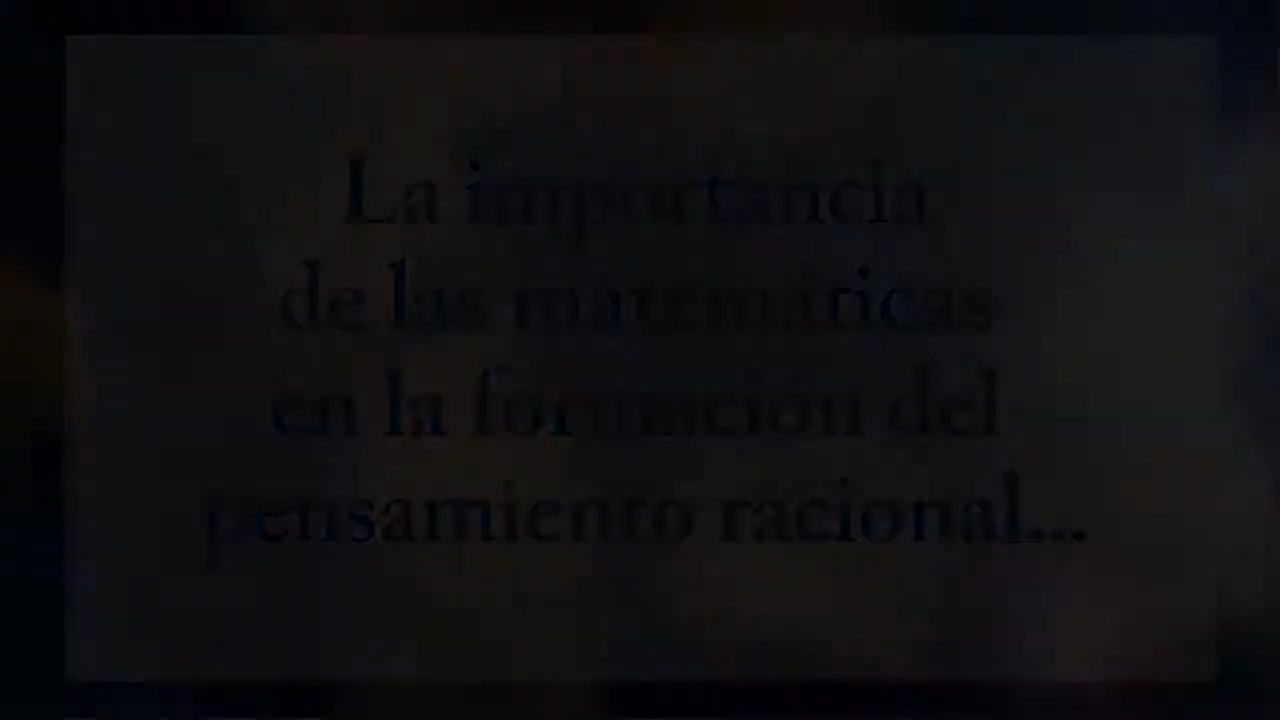 La importancia
de las matemáticas
en la formación del
pensamiento racional...